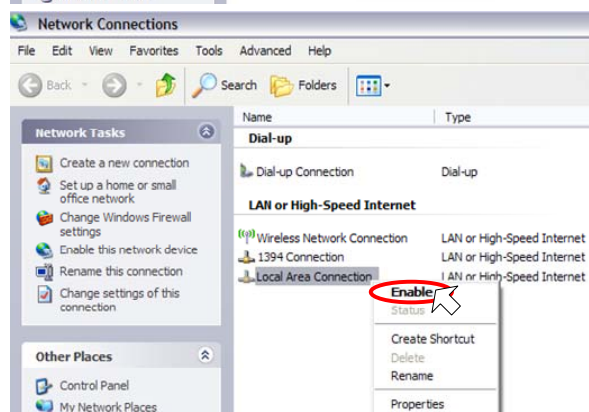 Network Connections
File Edit View Favorites Tools Advanced Help
Back Search Folders
Name Type
Network Tasks
Create a new connection
Set up a home or small
office network
Change Windows Firewall
settings
Enable this network device
Rename this connection
Change settings of this
connection
Other Places
Control Panel
My Network Places
Dial-up
Dial-up Connection Dial-up
LAN or High-Speed Internet
Wireless Network Connection LAN or High-Speed Internet
1394 Connection LAN or High-Speed Internet
Local Area Connection LAN or High-Speed Internet
Enable
Status
Create Shortcut
Delete
Rename
Properties